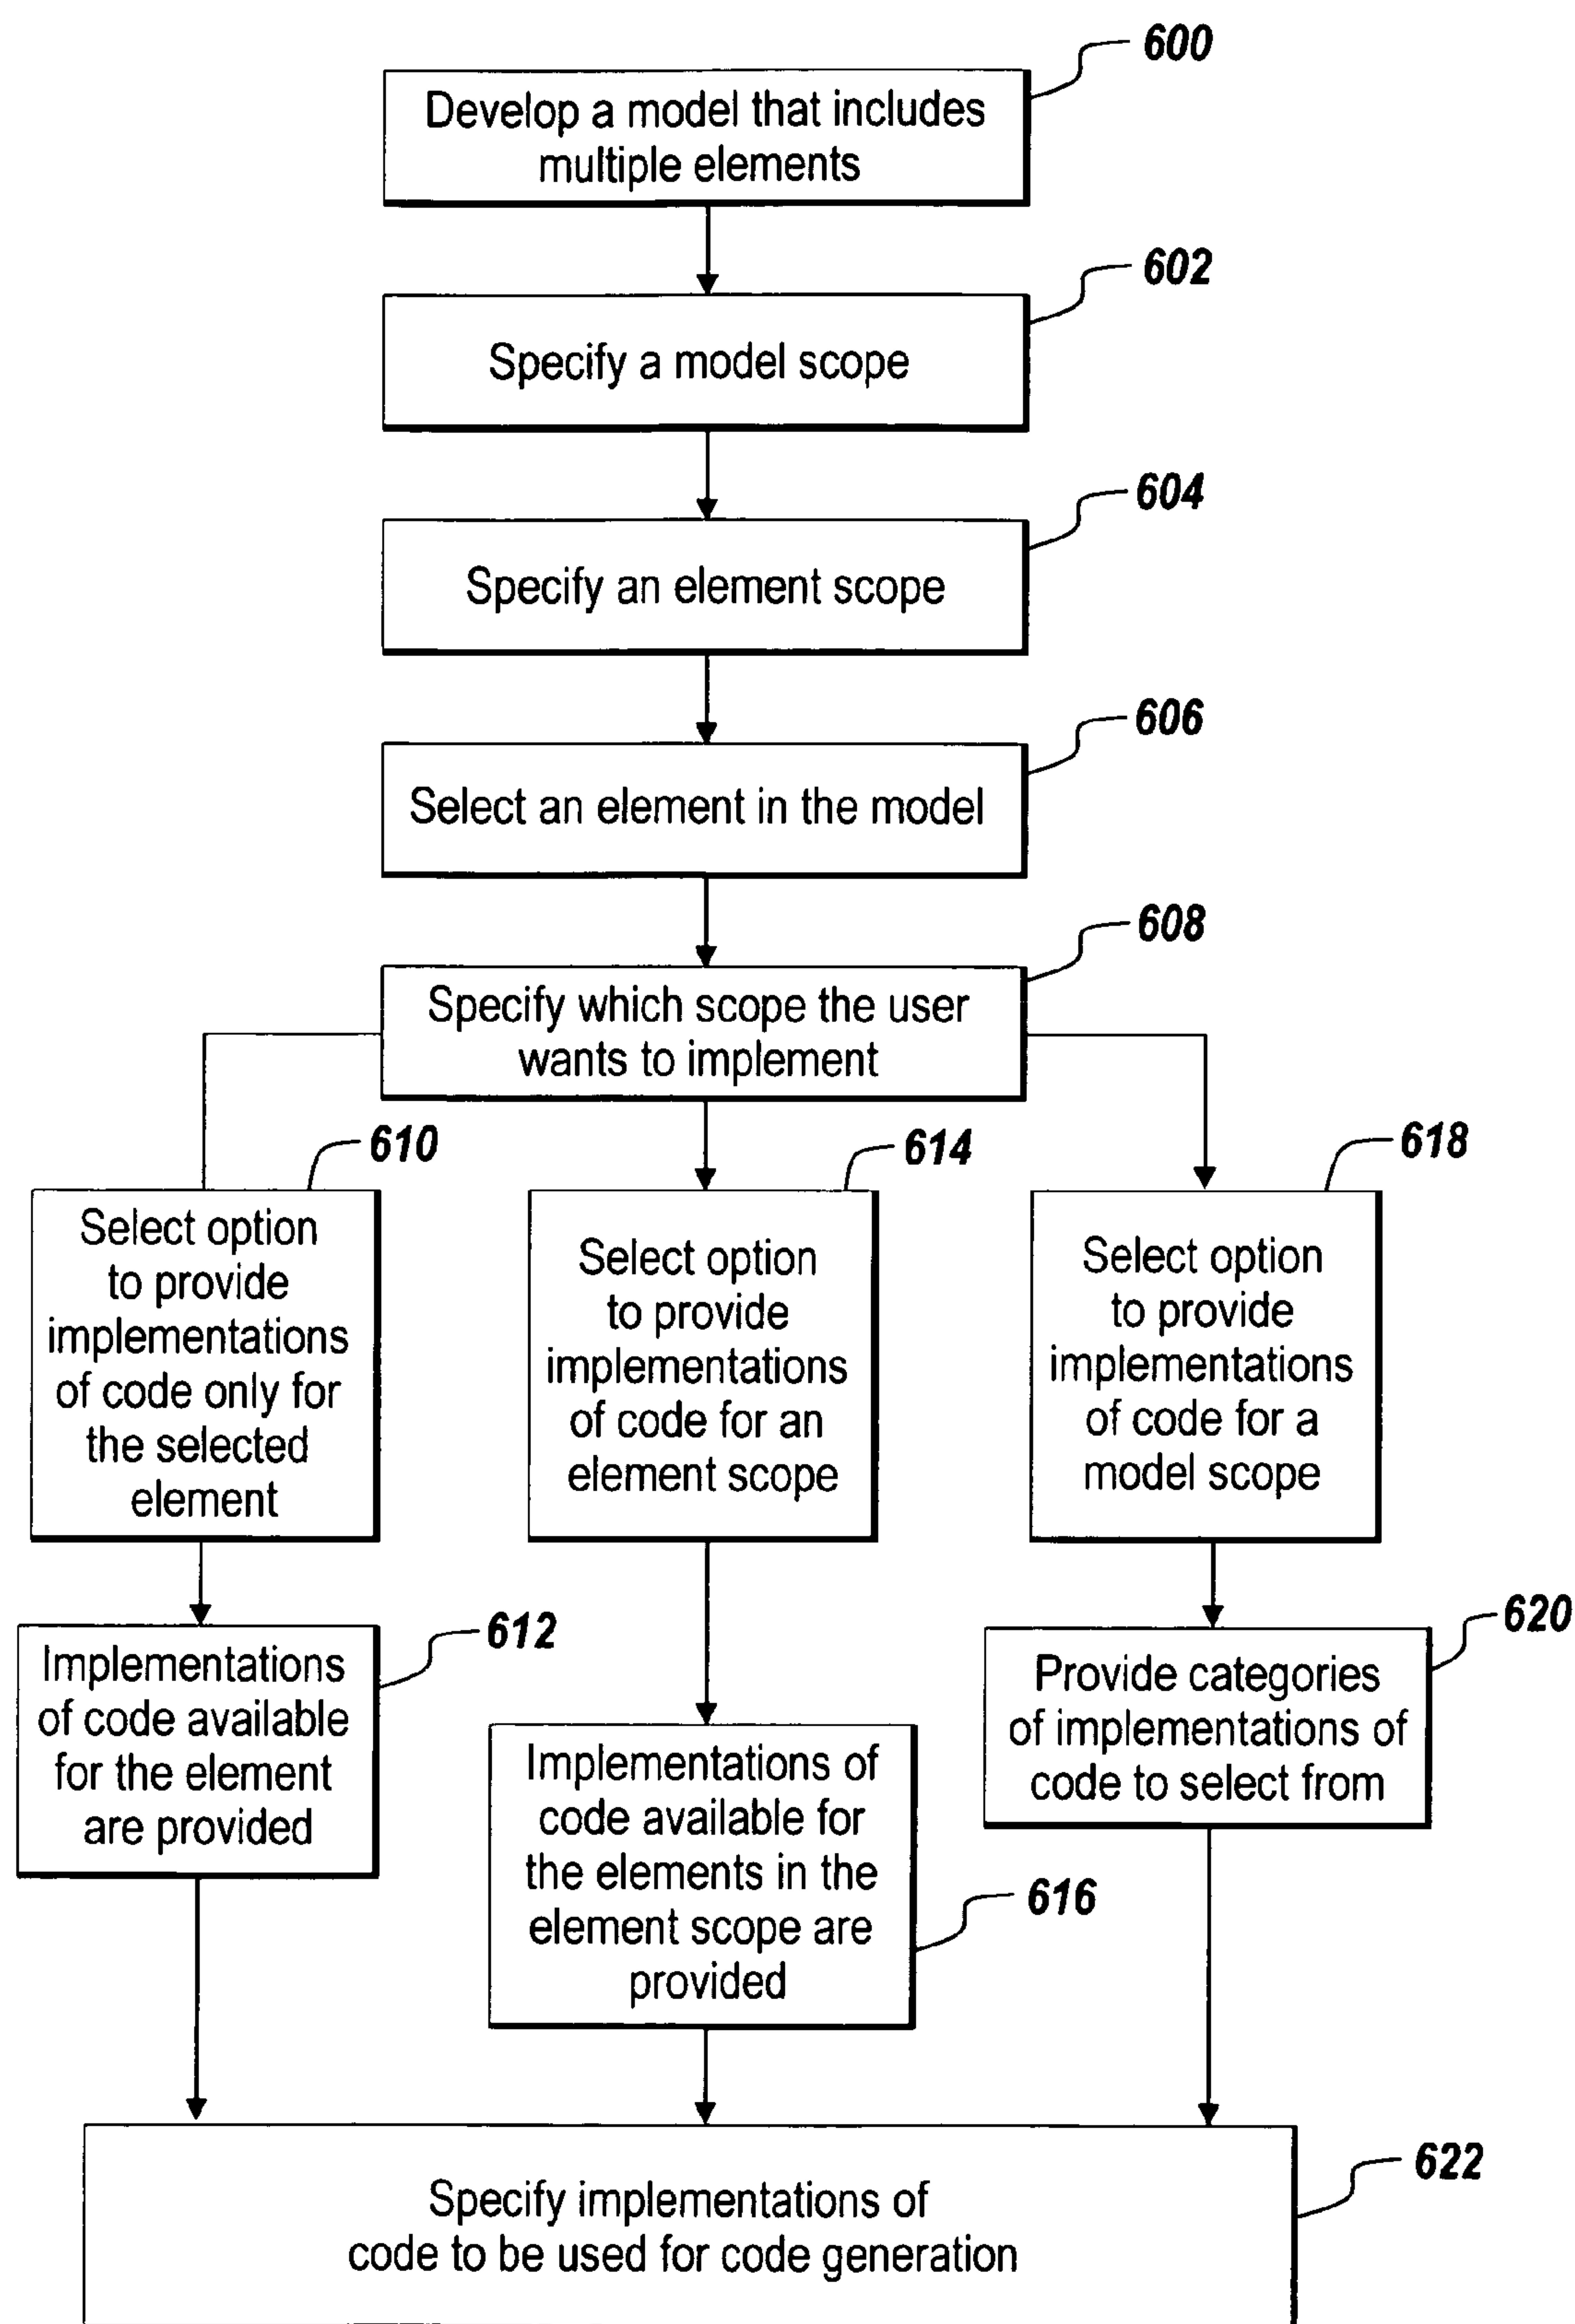 600
Develop a model that includes
multiple elements
602
Specify a model scope
604
Specify an element scope
606
Select an element in the model
608
Specify which scope the user
wants to implement
610
Select option
to provide
implementations
of code only for
the selected
element
614
Select option
to provide
implementations
of code for an
element scope
618
Select option
to provide
implementations
of code for a
model scope
612
Implementations
of code available
for the element
are provided
616
Implementations of
code available for
the elements in the
element scope are
provided
620
Provide categories
of implementations of
code to select from
622
Specify implementations of
code to be used for code generation